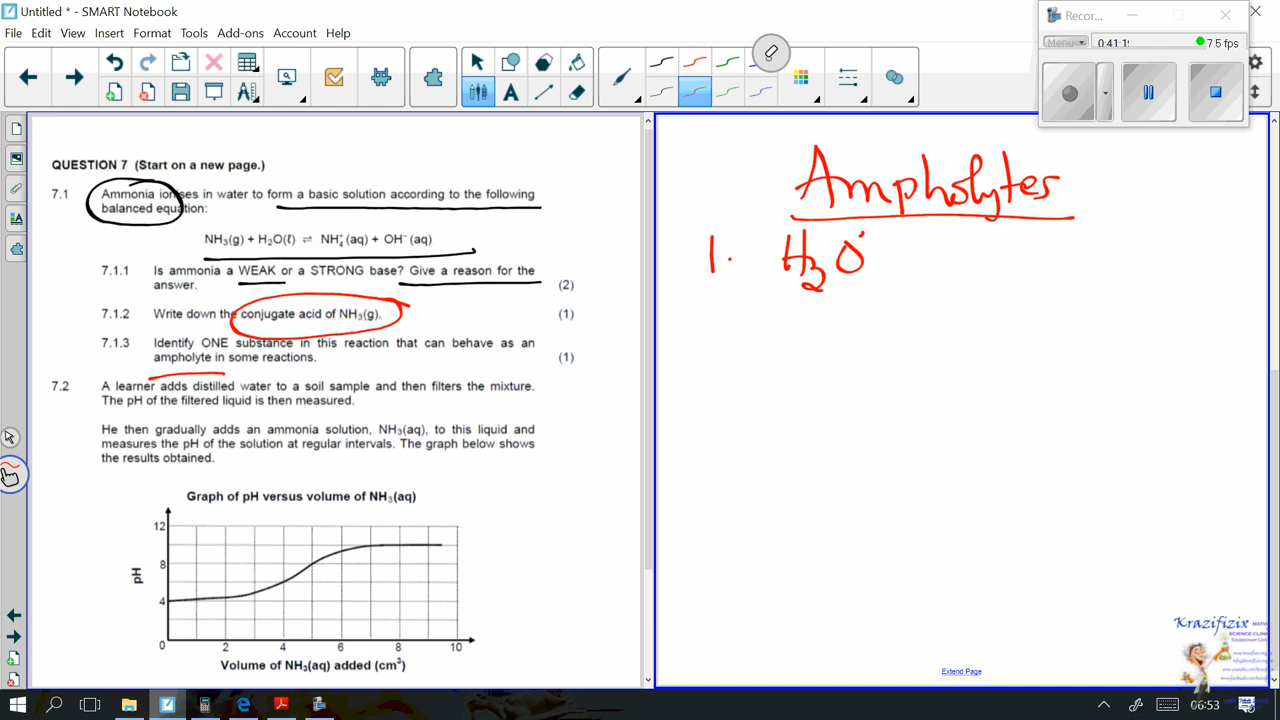 Untitled * - SMART Notebook
File Edit View Insert Format Tools Add-ons Account Help
Recor...
Menu
0:41:1
7.5 fps
QUESTION 7 (Start on a new page.)
7.1 Ammonia ionises in water to form a basic solution according to the following
balanced equation:
NH₃(g) + H₂O(ℓ) ⇌ NH₄⁺(aq) + OH⁻(aq)
7.1.1 Is ammonia a WEAK or a STRONG base? Give a reason for the
answer. (2)
7.1.2 Write down the conjugate acid of NH₃(g). (1)
7.1.3 Identify ONE substance in this reaction that can behave as an
ampholyte in some reactions. (1)
7.2 A learner adds distilled water to a soil sample and then filters the mixture.
The pH of the filtered liquid is then measured.
He then gradually adds an ammonia solution, NH₃(aq), to this liquid and
measures the pH of the solution at regular intervals. The graph below shows
the results obtained.
Graph of pH versus volume of NH₃(aq)
12
8
pH
4
0 2 4 6 8 10
Volume of NH₃(aq) added (cm³)
Ampholytes
1. H₂O
Krazifizix
SCIENCE CLINIC
Extend Page
06:53